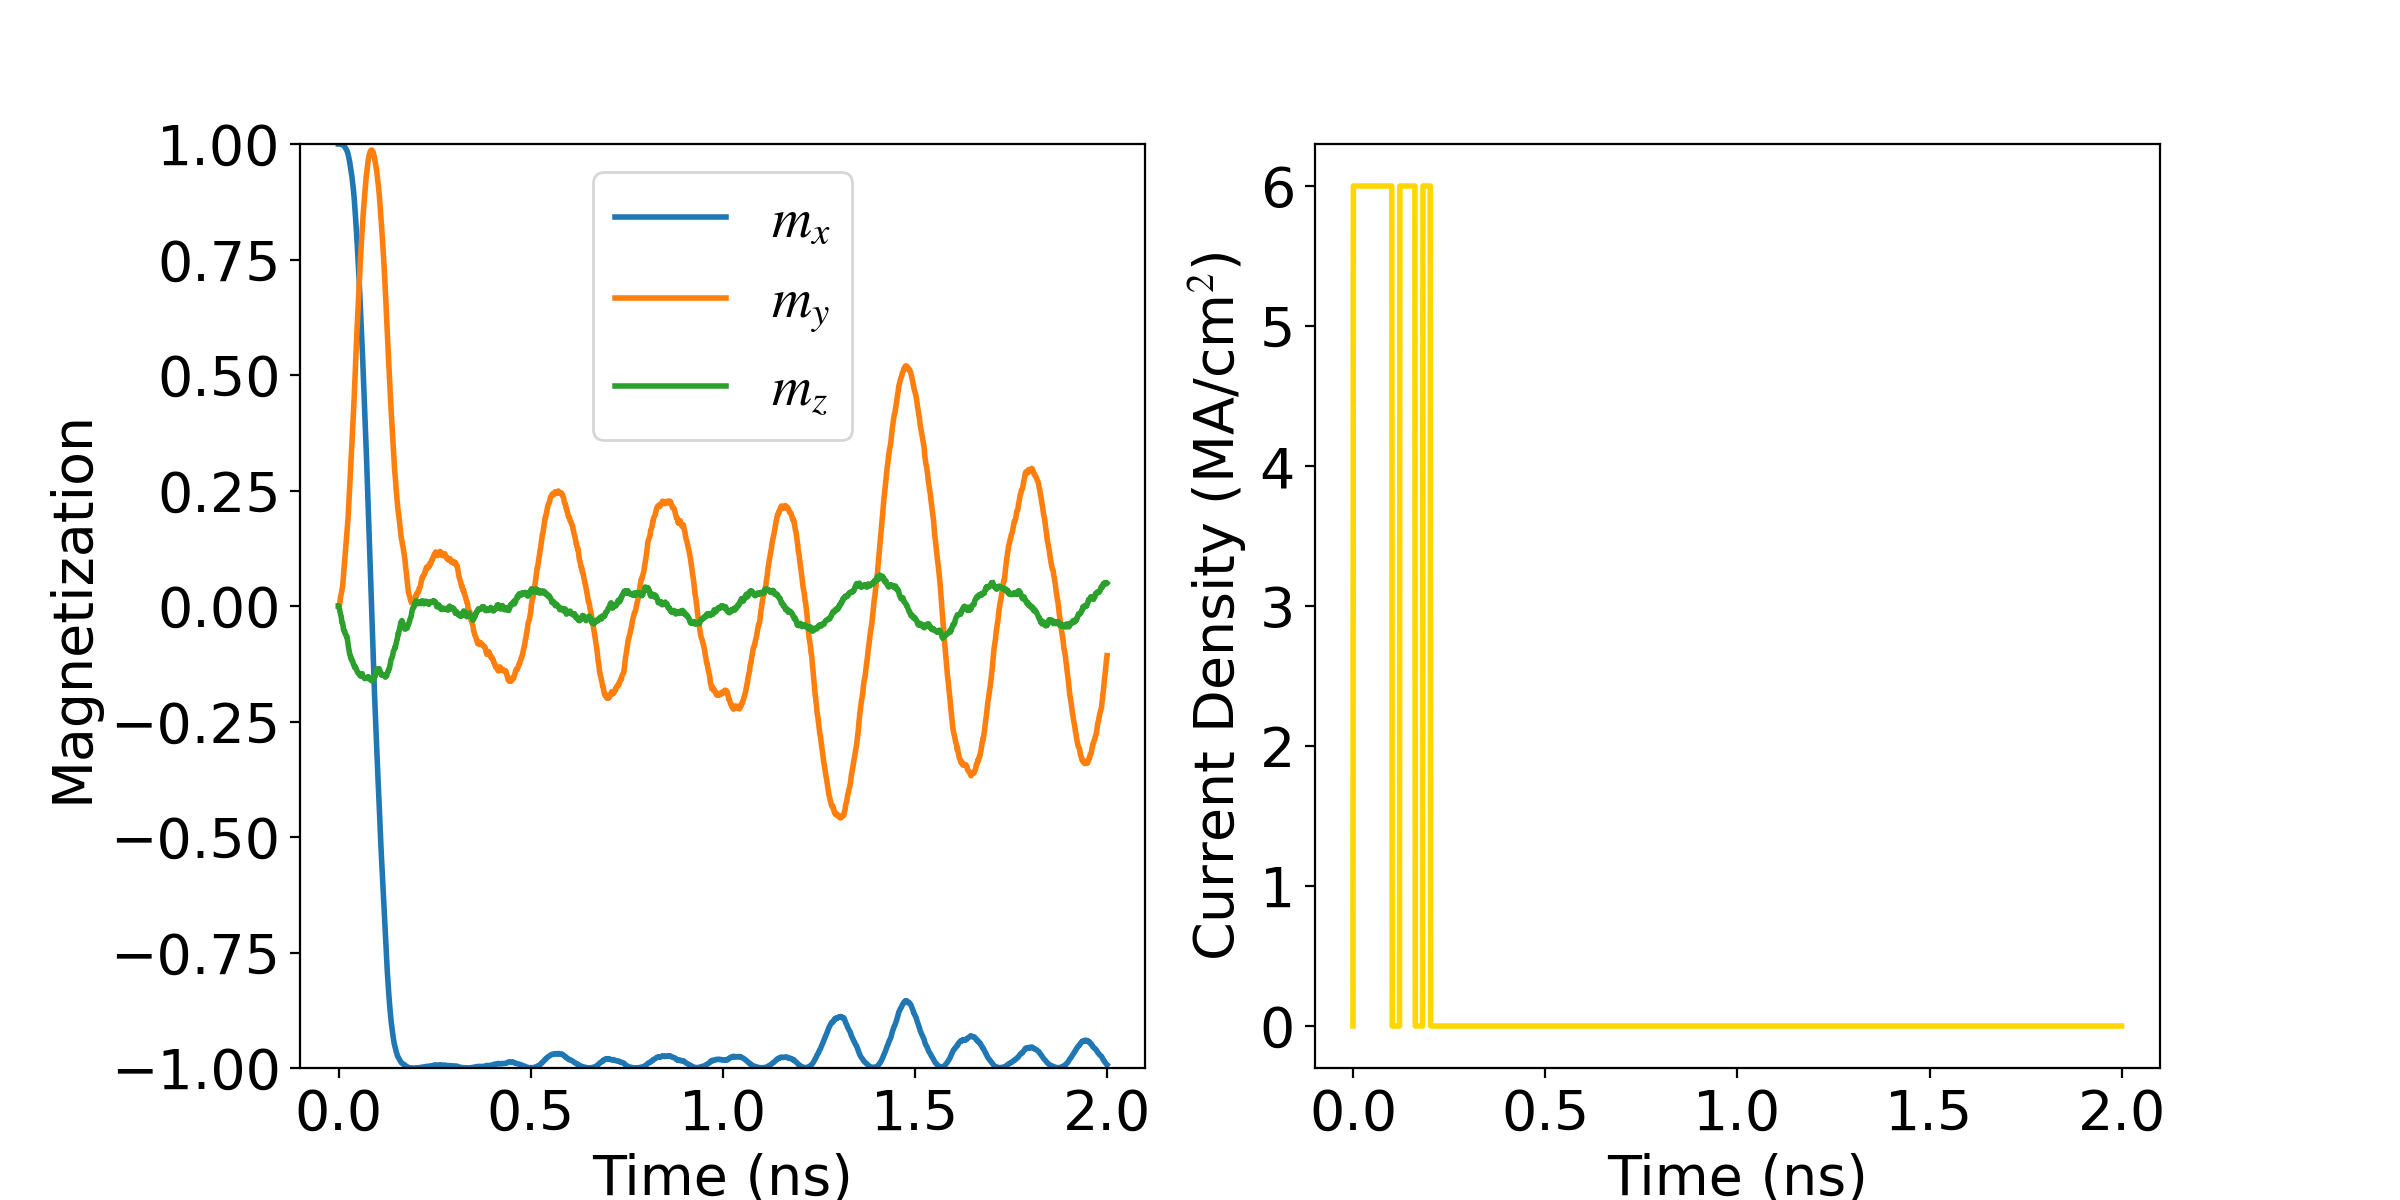 Magnetization
1.00
0.75
0.50
0.25
0.00
−0.25
−0.50
−0.75
−1.00
0.0 0.5 1.0 1.5 2.0
Time (ns)
m_x
m_y
m_z
Current Density (MA/cm²)
6
5
4
3
2
1
0
0.0 0.5 1.0 1.5 2.0
Time (ns)